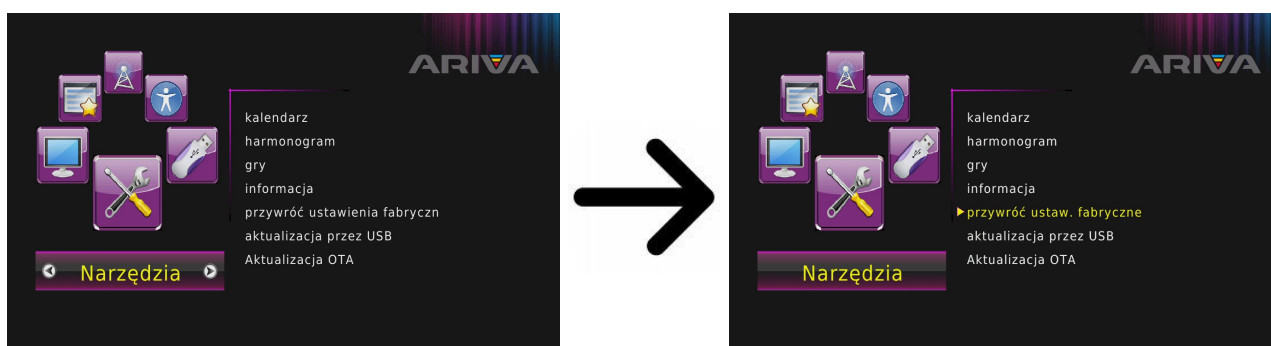 ARIVA
kalendarz
harmonogram
gry
informacja
przywróć ustawienia fabryczn
aktualizacja przez USB
Aktualizacja OTA
Narzędzia
ARIVA
kalendarz
harmonogram
gry
informacja
przywróć ustaw. fabryczne
aktualizacja przez USB
Aktualizacja OTA
Narzędzia